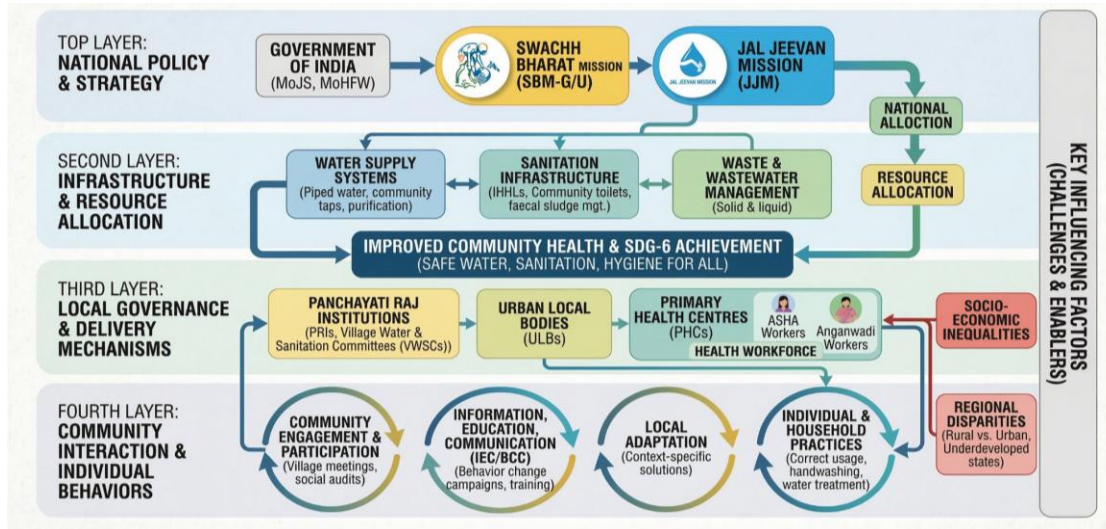 TOP LAYER:
NATIONAL POLICY
& STRATEGY
GOVERNMENT
OF INDIA
(MoJS, MoHFW)
SWACHH
BHARAT MISSION
(SBM-G/U)
JAL JEEVAN MISSION
JAL JEEVAN
MISSION
(JJM)
NATIONAL
ALLOCTION
SECOND LAYER:
INFRASTRUCTURE
& RESOURCE
ALLOCATION
WATER SUPPLY
SYSTEMS
(Piped water, community
taps, purification)
SANITATION
INFRASTRUCTURE
(IHHLs, Community toilets,
faecal sludge mgt.)
WASTE &
WASTEWATER
MANAGEMENT
(Solid & liquid)
RESOURCE
ALLOCATION
IMPROVED COMMUNITY HEALTH & SDG-6 ACHIEVEMENT
(SAFE WATER, SANITATION, HYGIENE FOR ALL)
THIRD LAYER:
LOCAL GOVERNANCE
& DELIVERY
MECHANISMS
PANCHAYATI RAJ
INSTITUTIONS
(PRIs, Village Water &
Sanitation Committees (VWSCs))
URBAN LOCAL
BODIES
(ULBs)
PRIMARY
HEALTH CENTRES
(PHCs)
ASHA
Workers
Anganwadi
Workers
HEALTH WORKFORCE
SOCIO-
ECONOMIC
INEQUALITIES
FOURTH LAYER:
COMMUNITY
INTERACTION &
INDIVIDUAL
BEHAVIORS
COMMUNITY
ENGAGEMENT &
PARTICIPATION
(Village meetings,
social audits)
INFORMATION,
EDUCATION,
COMMUNICATION
(IEC/BCC)
(Behavior change
campaigns, training)
LOCAL
ADAPTATION
(Context-specific
solutions)
INDIVIDUAL &
HOUSEHOLD
PRACTICES
(Correct usage,
handwashing,
water treatment)
REGIONAL
DISPARITIES
(Rural vs. Urban,
Underdeveloped
states)
KEY INFLUENCING FACTORS
(CHALLENGES & ENABLERS)